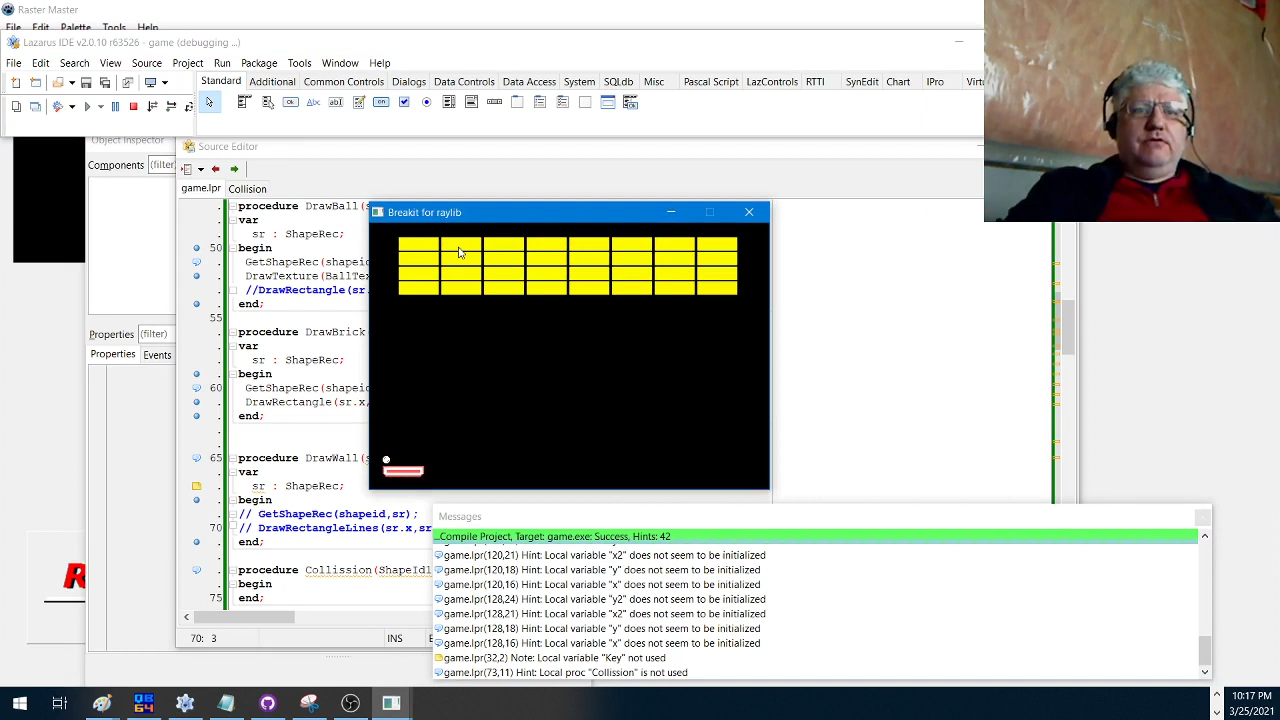 Raster Master
File Edit Palette Tools Help
Lazarus IDE v2.0.10 r63526 - game (debugging ...)
File Edit Search View Source Project Run Package Tools Window Help
Standard Additional Common Controls Dialogs Data Controls Data Access System SQLdb Misc Pascal Script LazControls RTTI SynEdit Chart IPro
Object Inspector
Components (filter)
Source Editor
game.lpr Collision
procedure DrawBall(
var
sr : ShapeRec;
50 begin
GetShapeRec(shapeid
DrawTexture(BallTex
//DrawRectangle(sr.
end;
55
procedure DrawBrick
var
sr : ShapeRec;
begin
60 GetShapeRec(shapeid
DrawRectangle(sr.x,
end;
65 procedure DrawWall(
var
sr : ShapeRec;
begin
// GetShapeRec(shapeid,sr);
70 // DrawRectangleLines(sr.x,sr
end;
procedure Collission(ShapeId
begin
75 end;
70: 3 INS
Properties (filter)
Properties Events
Breakit for raylib
Messages
Compile Project, Target: game.exe: Success, Hints: 42
game.lpr(120,21) Hint: Local variable "x2" does not seem to be initialized
game.lpr(120,18) Hint: Local variable "y" does not seem to be initialized
game.lpr(120,16) Hint: Local variable "x" does not seem to be initialized
game.lpr(128,24) Hint: Local variable "y2" does not seem to be initialized
game.lpr(128,21) Hint: Local variable "x2" does not seem to be initialized
game.lpr(128,18) Hint: Local variable "y" does not seem to be initialized
game.lpr(128,16) Hint: Local variable "x" does not seem to be initialized
game.lpr(32,2) Note: Local variable "Key" not used
game.lpr(73,11) Hint: Local proc "Collission" is not used
QB
64
10:17 PM
3/25/2021